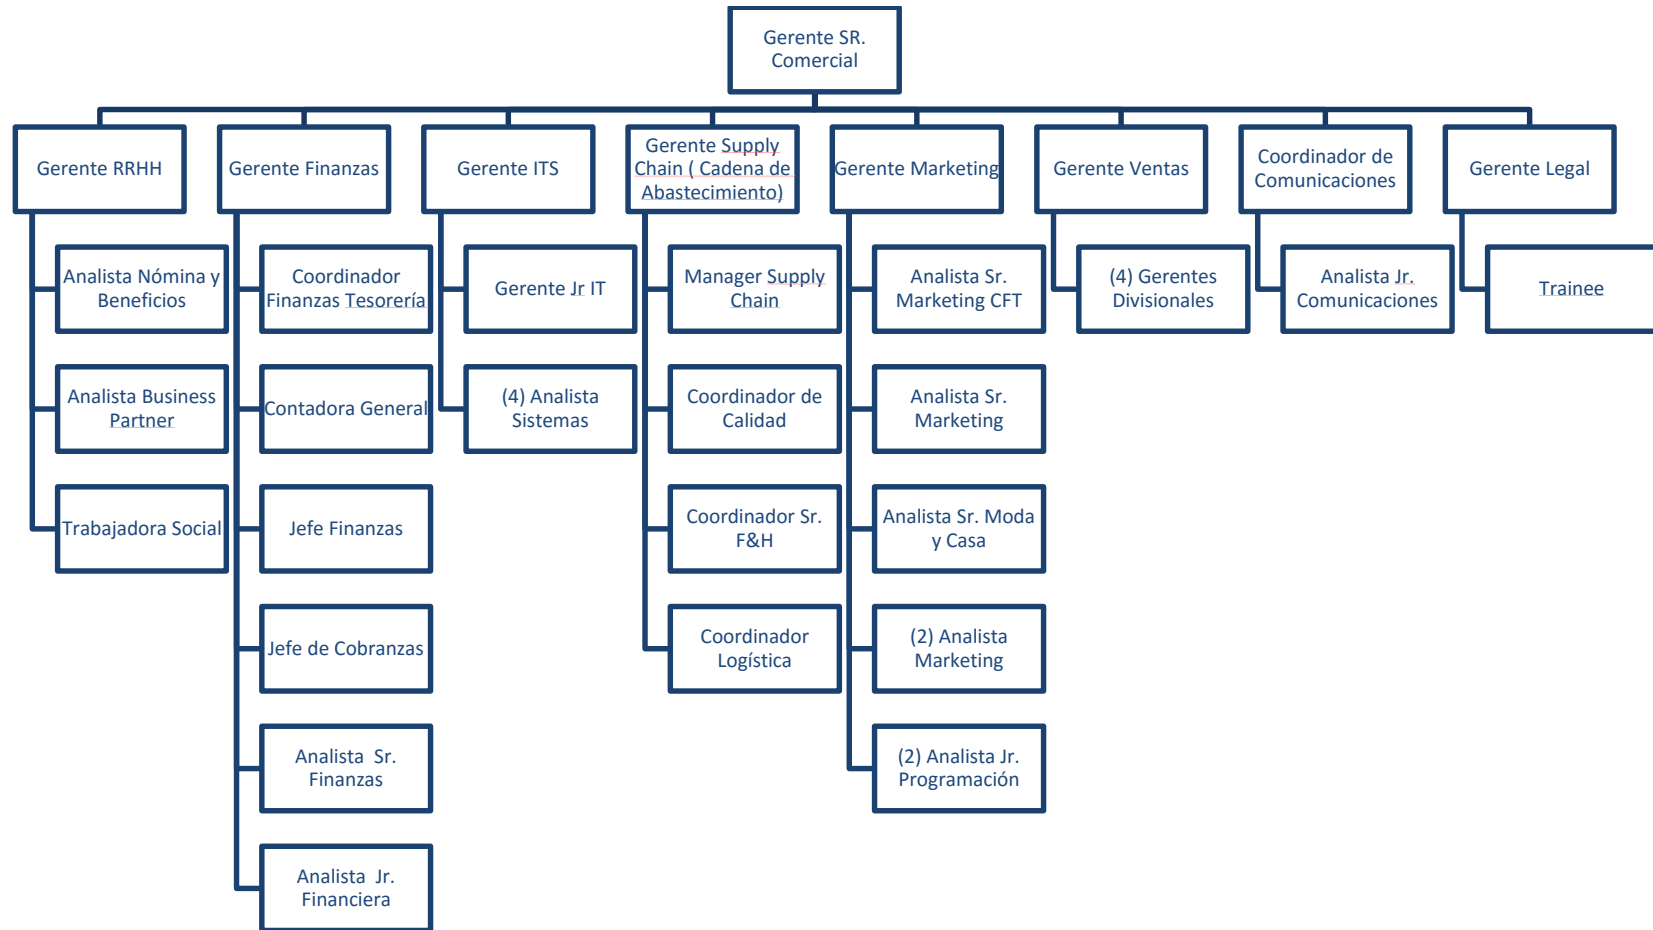 Gerente SR.
Comercial
Gerente RRHH
Gerente Finanzas
Gerente ITS
Gerente Supply
Chain ( Cadena de
Abastecimiento)
Gerente Marketing
Gerente Ventas
Coordinador de
Comunicaciones
Gerente Legal
Analista Nómina y
Beneficios
Analista Business
Partner
Trabajadora Social
Coordinador
Finanzas Tesorería
Contadora General
Jefe Finanzas
Jefe de Cobranzas
Analista  Sr.
Finanzas
Analista  Jr.
Financiera
Gerente Jr IT
(4) Analista
Sistemas
Manager Supply
Chain
Coordinador de
Calidad
Coordinador Sr.
F&H
Coordinador
Logística
Analista Sr.
Marketing CFT
Analista Sr.
Marketing
Analista Sr. Moda
y Casa
(2) Analista
Marketing
(2) Analista Jr.
Programación
(4) Gerentes
Divisionales
Analista Jr.
Comunicaciones
Trainee